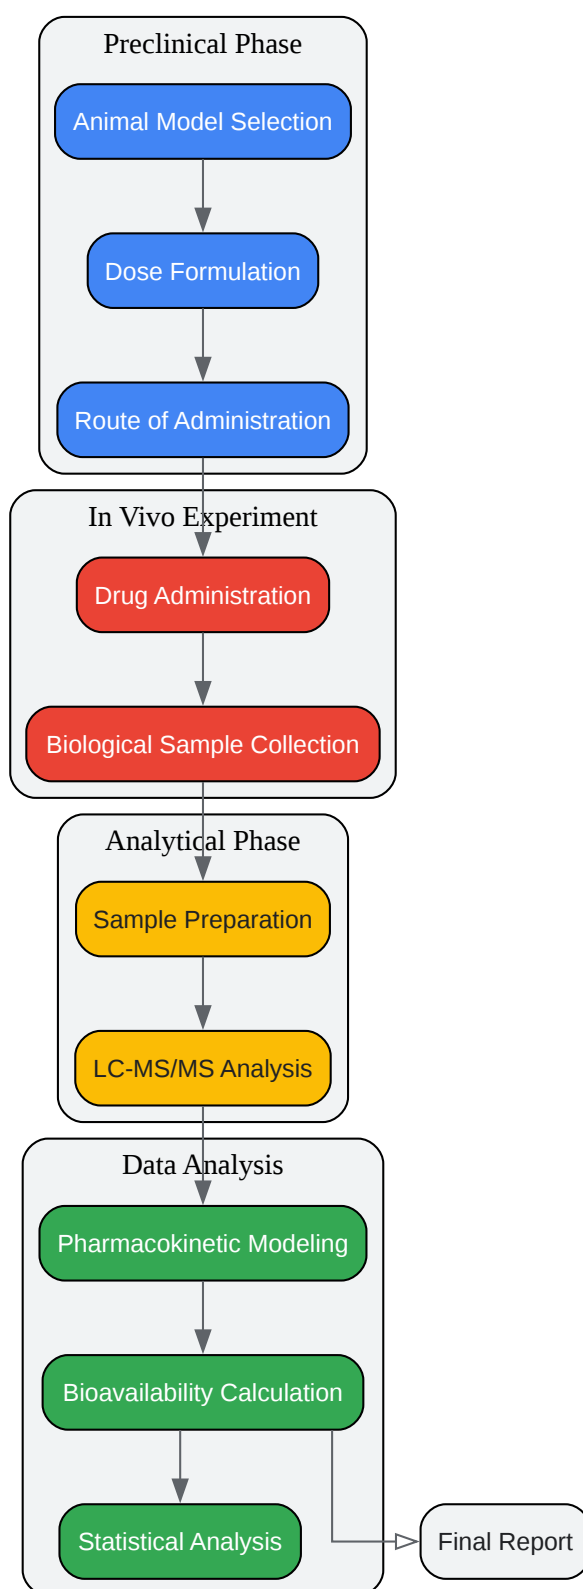 Preclinical Phase
Animal Model Selection
Dose Formulation
Route of Administration
In Vivo Experiment
Drug Administration
Biological Sample Collection
Analytical Phase
Sample Preparation
LC-MS/MS Analysis
Data Analysis
Pharmacokinetic Modeling
Bioavailability Calculation
Statistical Analysis
Final Report